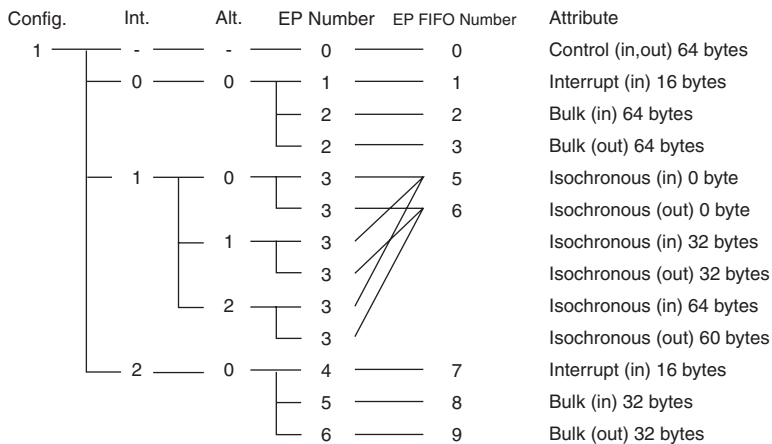 Config. Int. Alt. EP Number EP FIFO Number Attribute
1 - - 0 0 Control (in,out) 64 bytes
0 0 1 1 Interrupt (in) 16 bytes
2 2 Bulk (in) 64 bytes
2 3 Bulk (out) 64 bytes
1 0 3 5 Isochronous (in) 0 byte
3 6 Isochronous (out) 0 byte
1 3 Isochronous (in) 32 bytes
3 Isochronous (out) 32 bytes
2 3 Isochronous (in) 64 bytes
3 Isochronous (out) 60 bytes
2 0 4 7 Interrupt (in) 16 bytes
5 8 Bulk (in) 32 bytes
6 9 Bulk (out) 32 bytes